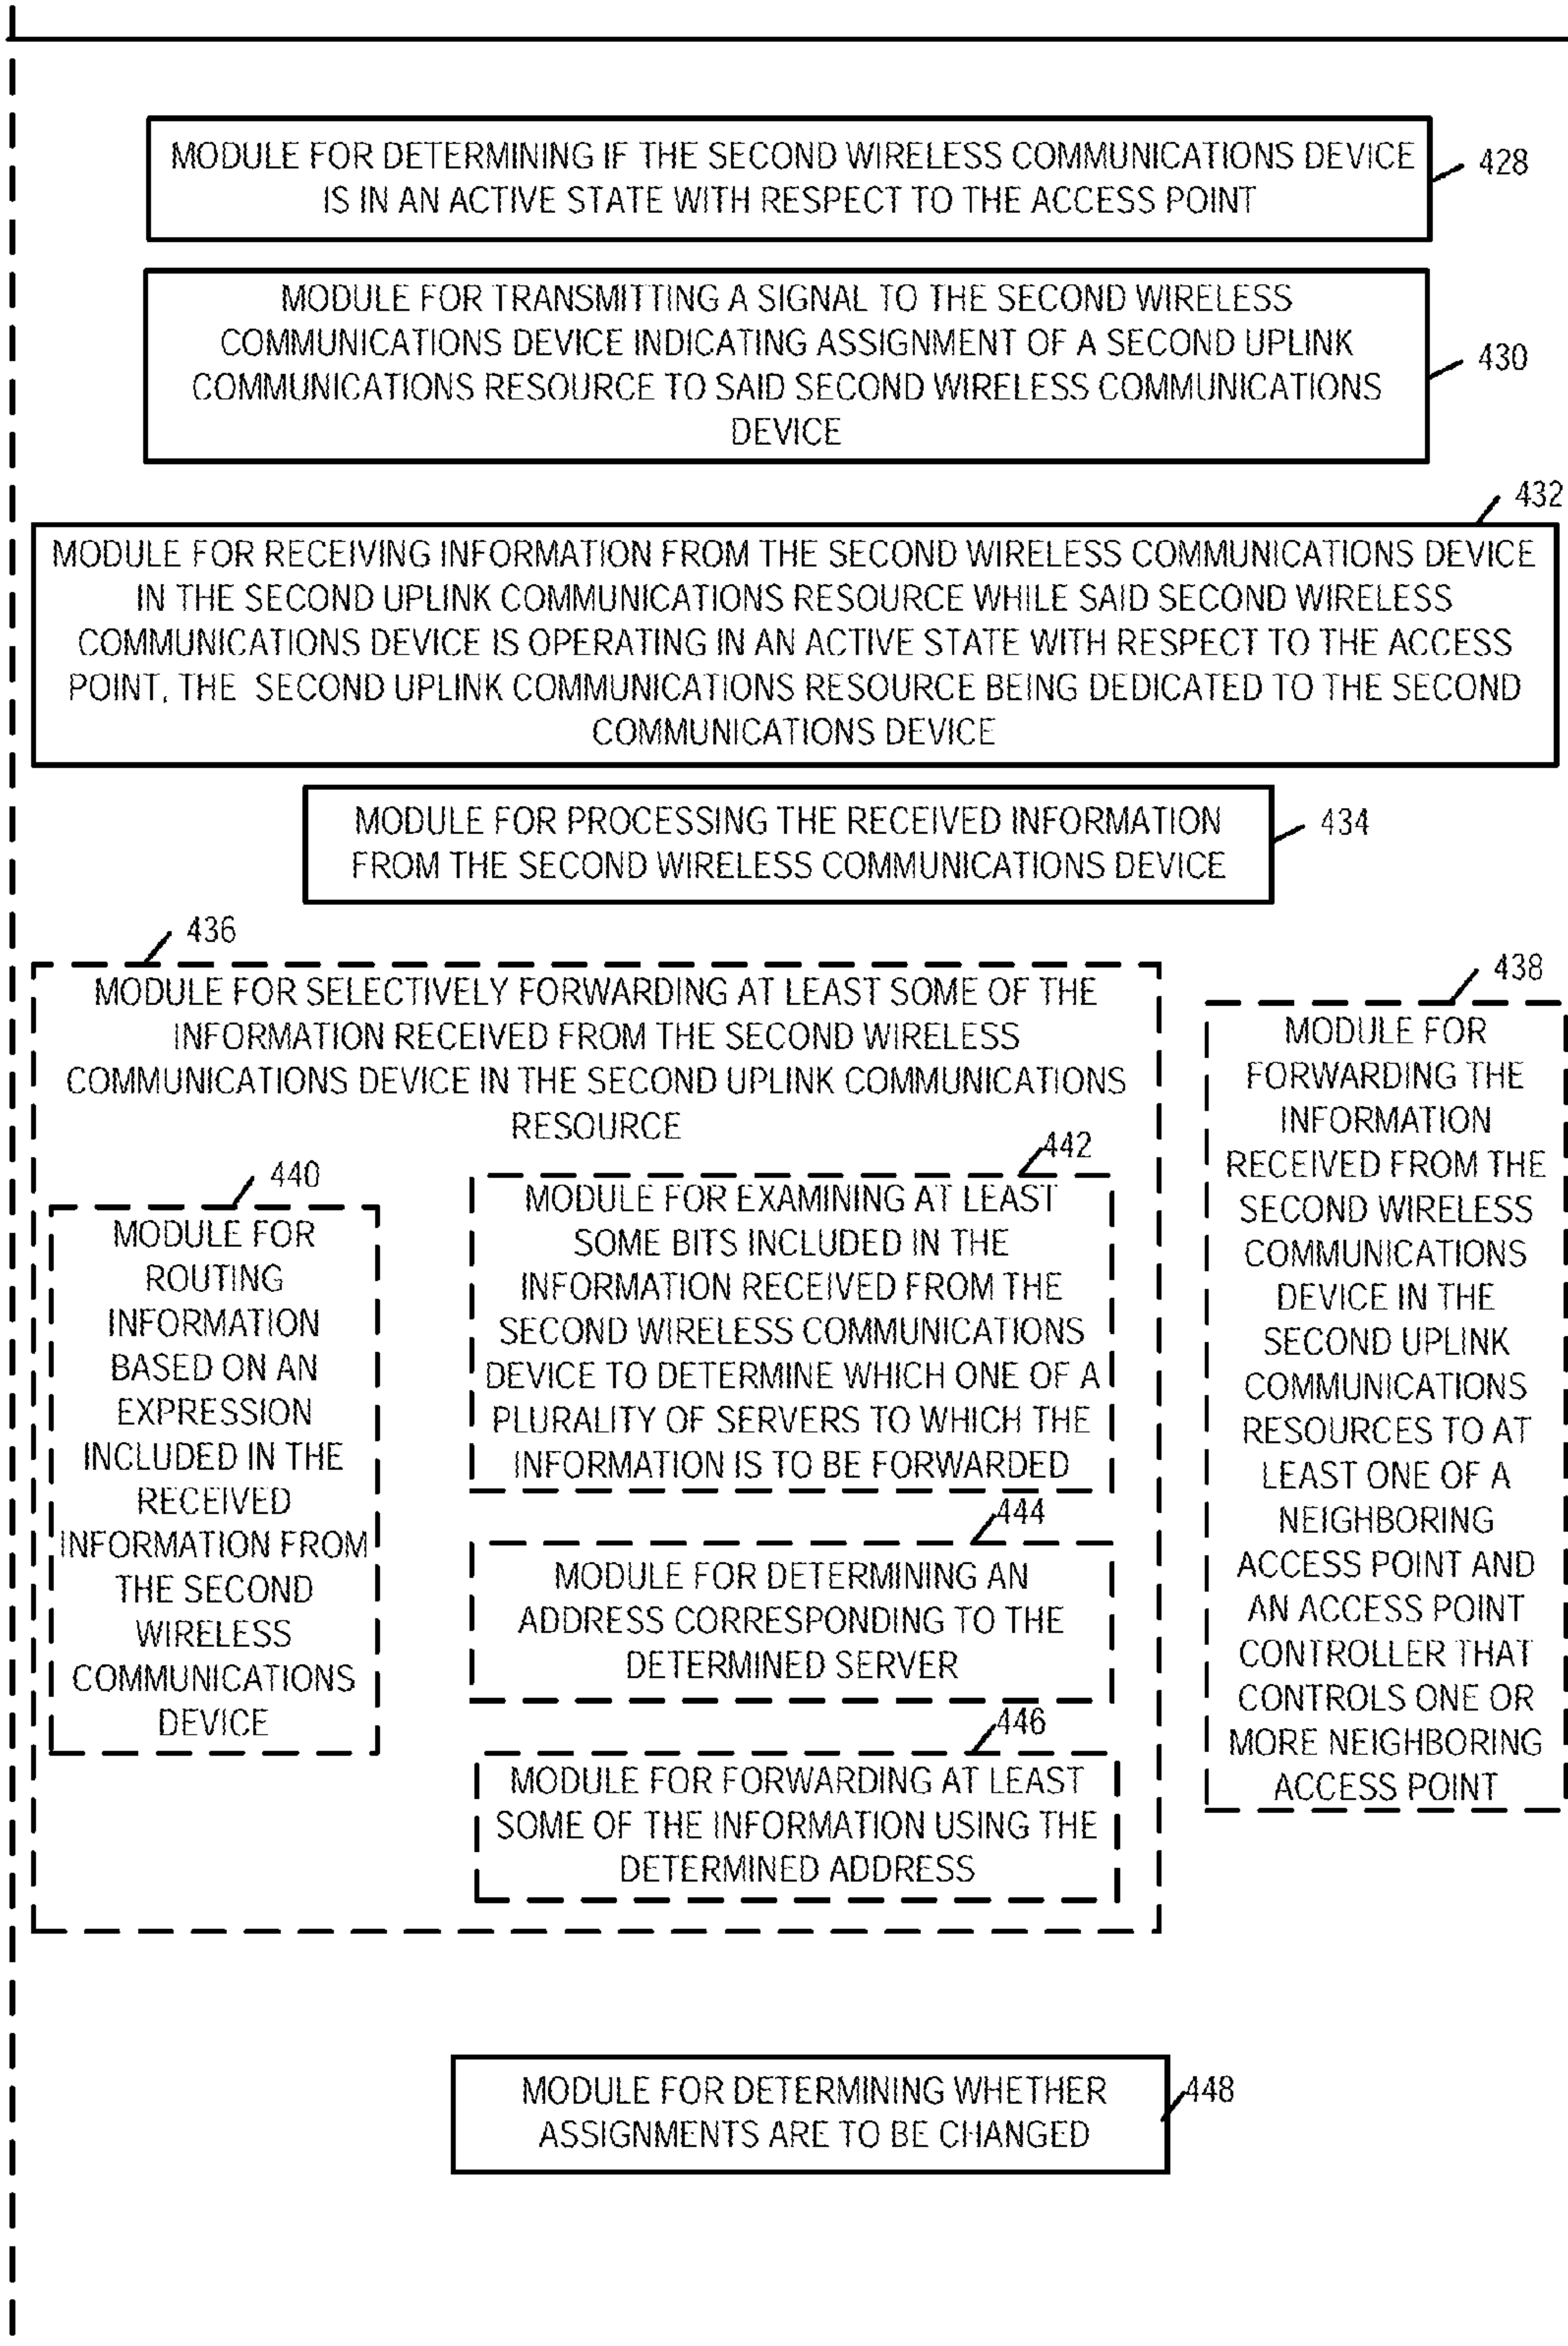 MODULE FOR DETERMINING IF THE SECOND WIRELESS COMMUNICATIONS DEVICE
IS IN AN ACTIVE STATE WITH RESPECT TO THE ACCESS POINT
428
MODULE FOR TRANSMITTING A SIGNAL TO THE SECOND WIRELESS
COMMUNICATIONS DEVICE INDICATING ASSIGNMENT OF A SECOND UPLINK
COMMUNICATIONS RESOURCE TO SAID SECOND WIRELESS COMMUNICATIONS
DEVICE
430
432
MODULE FOR RECEIVING INFORMATION FROM THE SECOND WIRELESS COMMUNICATIONS DEVICE
IN THE SECOND UPLINK COMMUNICATIONS RESOURCE WHILE SAID SECOND WIRELESS
COMMUNICATIONS DEVICE IS OPERATING IN AN ACTIVE STATE WITH RESPECT TO THE ACCESS
POINT, THE SECOND UPLINK COMMUNICATIONS RESOURCE BEING DEDICATED TO THE SECOND
COMMUNICATIONS DEVICE
MODULE FOR PROCESSING THE RECEIVED INFORMATION
FROM THE SECOND WIRELESS COMMUNICATIONS DEVICE
434
436
MODULE FOR SELECTIVELY FORWARDING AT LEAST SOME OF THE
INFORMATION RECEIVED FROM THE SECOND WIRELESS
COMMUNICATIONS DEVICE IN THE SECOND UPLINK COMMUNICATIONS
RESOURCE
440
MODULE FOR
ROUTING
INFORMATION
BASED ON AN
EXPRESSION
INCLUDED IN THE
RECEIVED
INFORMATION FROM
THE SECOND
WIRELESS
COMMUNICATIONS
DEVICE
442
MODULE FOR EXAMINING AT LEAST
SOME BITS INCLUDED IN THE
INFORMATION RECEIVED FROM THE
SECOND WIRELESS COMMUNICATIONS
DEVICE TO DETERMINE WHICH ONE OF A
PLURALITY OF SERVERS TO WHICH THE
INFORMATION IS TO BE FORWARDED
444
MODULE FOR DETERMINING AN
ADDRESS CORRESPONDING TO THE
DETERMINED SERVER
446
MODULE FOR FORWARDING AT LEAST
SOME OF THE INFORMATION USING THE
DETERMINED ADDRESS
438
MODULE FOR
FORWARDING THE
INFORMATION
RECEIVED FROM THE
SECOND WIRELESS
COMMUNICATIONS
DEVICE IN THE
SECOND UPLINK
COMMUNICATIONS
RESOURCES TO AT
LEAST ONE OF A
NEIGHBORING
ACCESS POINT AND
AN ACCESS POINT
CONTROLLER THAT
CONTROLS ONE OR
MORE NEIGHBORING
ACCESS POINT
MODULE FOR DETERMINING WHETHER
ASSIGNMENTS ARE TO BE CHANGED
448